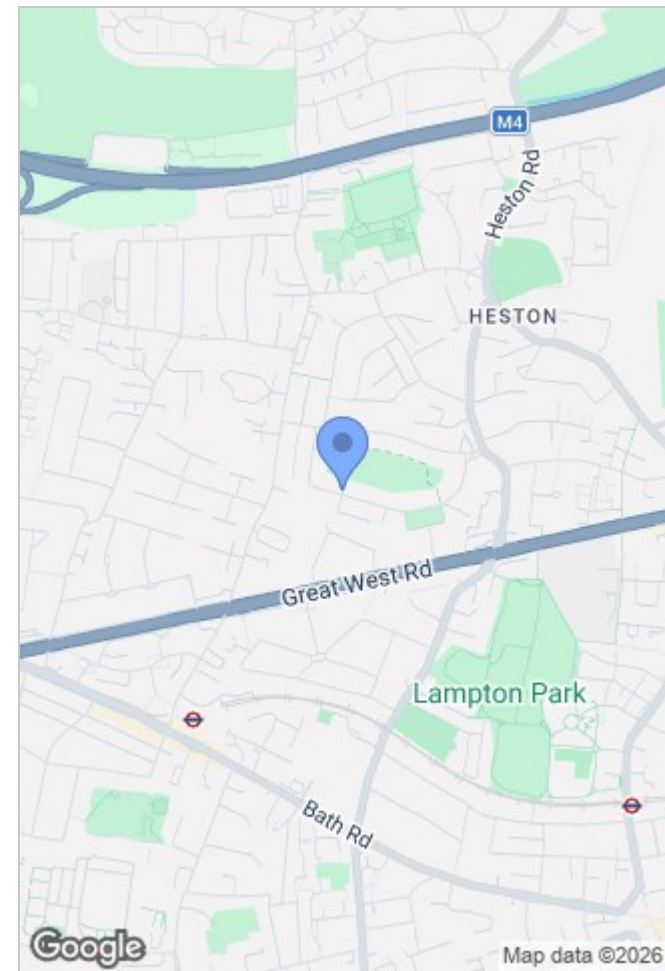 M4
Heston Rd
HESTON
Great West Rd
Lampton Park
Bath Rd
Google
Map data ©2026